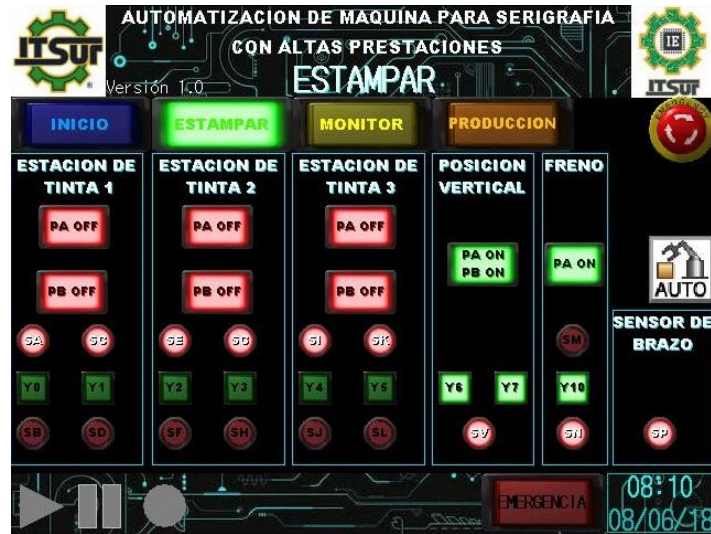 AUTOMATIZACION DE MAQUINA PARA SERIGRAFIA
CON ALTAS PRESTACIONES
ESTAMPAR
ITSur
Versión 1.0
IE
ITSUR
INICIO
ESTAMPAR
MONITOR
PRODUCCION
EMERGENCY
ESTACION DE
TINTA 1
ESTACION DE
TINTA 2
ESTACION DE
TINTA 3
POSICION
VERTICAL
FRENO
PA OFF
PA OFF
PA OFF
PA ON
PB ON
PA ON
PB OFF
PB OFF
PB OFF
AUTO
SENSOR DE
BRAZO
SA SC SE SG SI SK SM
Y0 Y1 Y2 Y3 Y4 Y5 Y6 Y7 Y10
SB SD SF SH SJ SL SV SN SP
EMERGENCIA
08:10
08/06/18